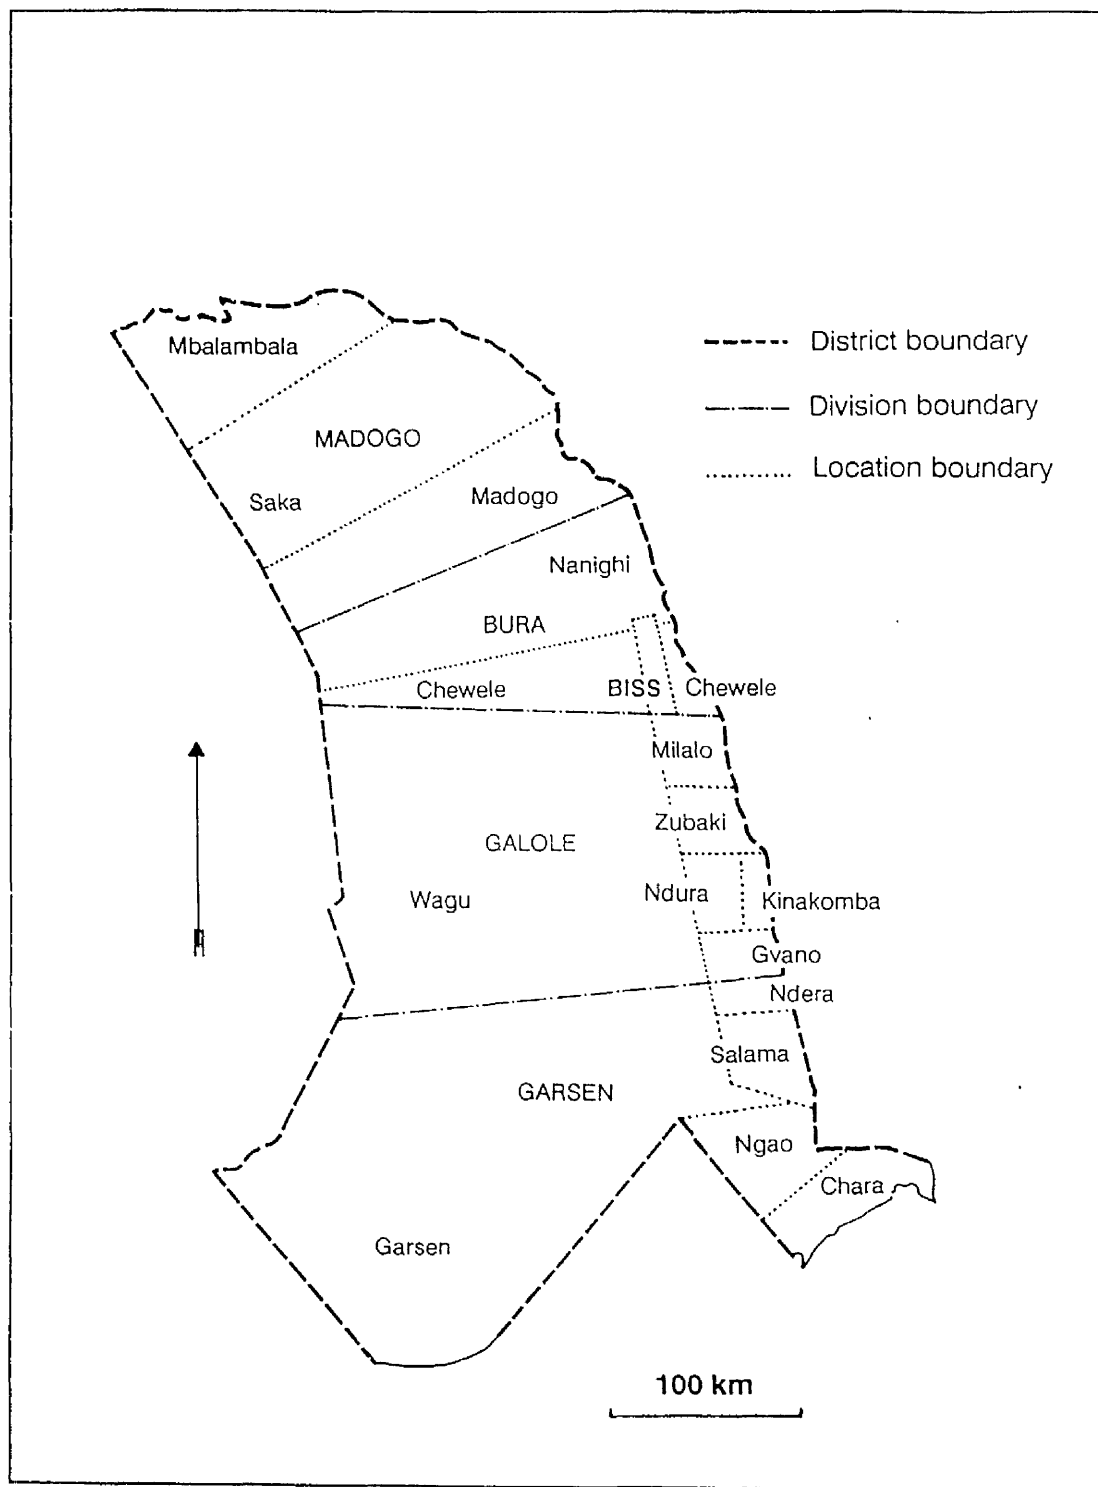 Mbalambala
District boundary
Division boundary
MADOGO
Location boundary
Saka
Madogo
Nanighi
BURA
Chewele
BISS
Chewele
Milalo
Zubaki
GALOLE
Ndura
Wagu
Kinakomba
Gvano
Ndera
Salama
GARSEN
Ngao
Chara
Garsen
100 km